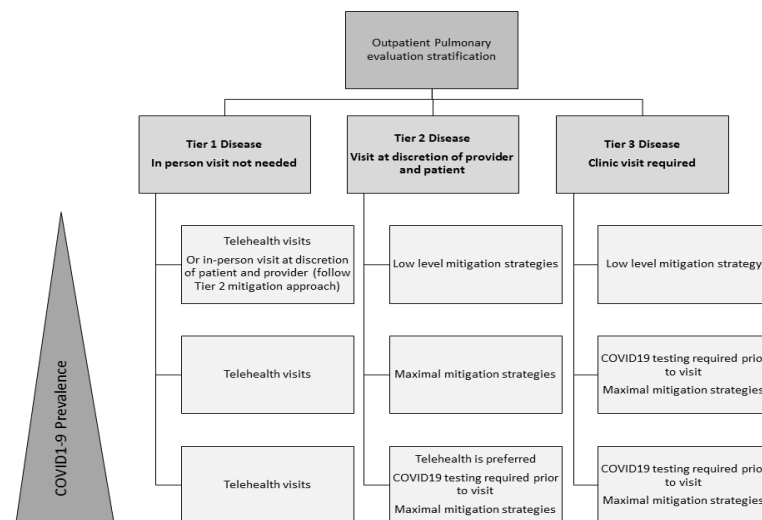 Outpatient Pulmonary
evaluation stratification
Tier 1 Disease
In person visit not needed
Tier 2 Disease
Visit at discretion of provider
and patient
Tier 3 Disease
Clinic visit required
COVID1-9 Prevalence
Telehealth visits
Or in-person visit at discretion
of patient and provider (follow
Tier 2 mitigation approach)
Low level mitigation strategies
Low level mitigation strategy
Telehealth visits
Maximal mitigation strategies
COVID19 testing required prio
to visit
Maximal mitigation strategies
Telehealth visits
Telehealth is preferred
COVID19 testing required prior
to visit
Maximal mitigation strategies
COVID19 testing required prio
to visit
Maximal mitigation strategies